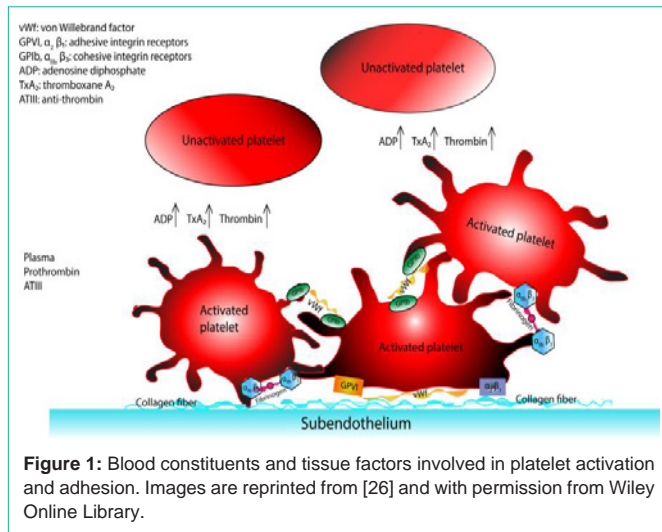 vWf: von Willebrand factor
GPVI, α₂ β₁: adhesive integrin receptors
GPIb, αIIb β₃: cohesive integrin receptors
ADP: adenosine diphosphate
TxA₂: thromboxane A₂
ATIII: anti-thrombin
Unactivated platelet
Unactivated platelet
ADP↑ TxA₂↑ Thrombin↑
ADP↑ TxA₂↑ Thrombin↑
Plasma
Prothrombin
ATIII
Activated platelet
Activated
platelet
Activated platelet
vWf
vWf
Fibrinogen
Fibrinogen
GPVI
vWf
Collagen fiber
Collagen fiber
Subendothelium
Figure 1: Blood constituents and tissue factors involved in platelet activation
and adhesion. Images are reprinted from [26] and with permission from Wiley
Online Library.